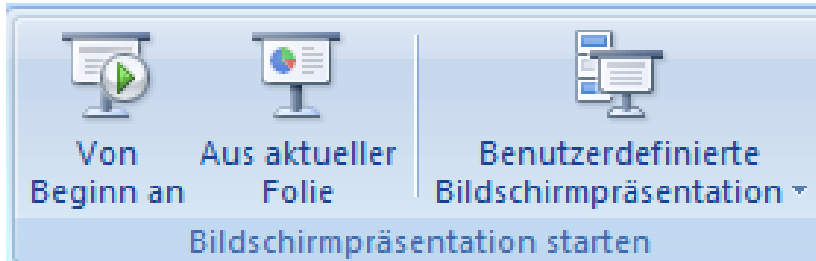 Von Beginn an
Aus aktueller Folie
Benutzerdefinierte Bildschirmpräsentation
Bildschirmpräsentation starten